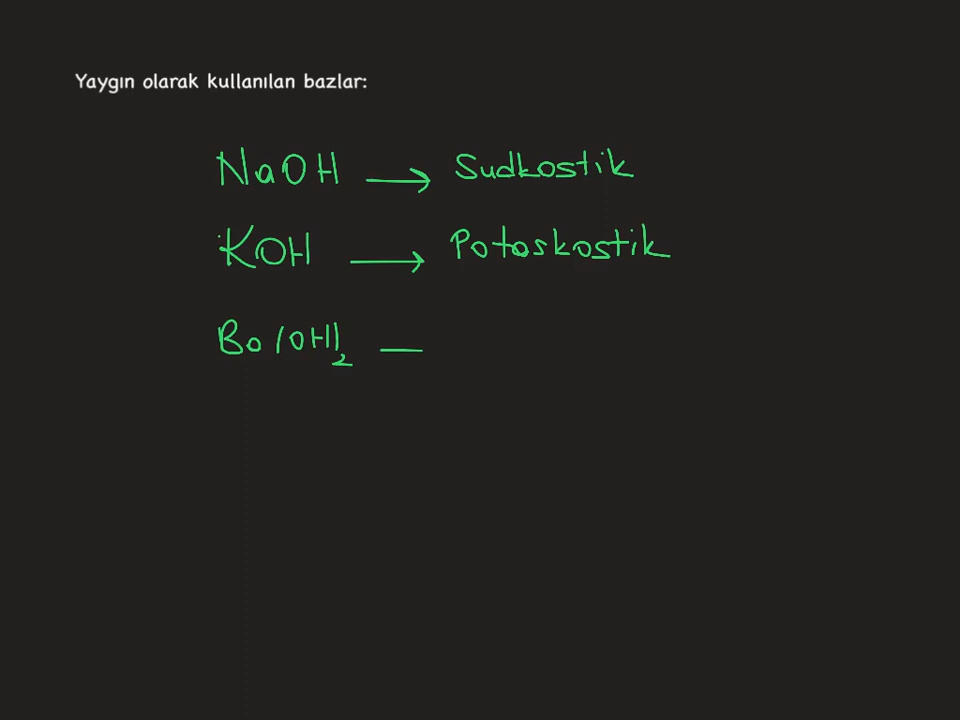 Yaygın olarak kullanılan bazlar:
NaOH → Sudkostik
KOH → Potaskostik
Ba(OH)₂ —